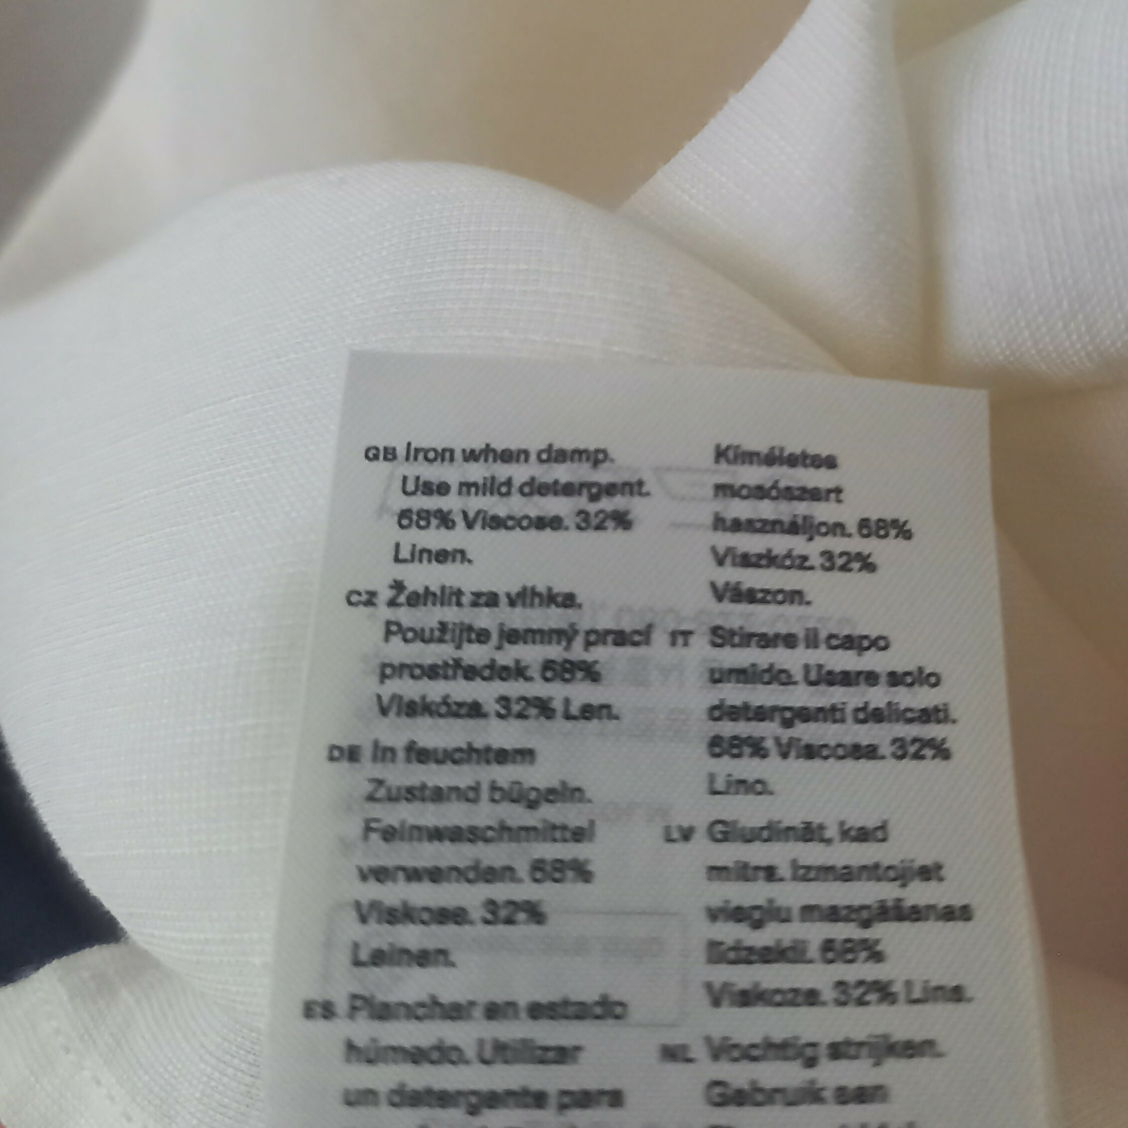 GB Iron when damp.
Use mild detergent.
68% Viscose. 32%
Linen.
CZ Žehlit za vlhka.
Použijte jemný prací
prostředek. 68%
Viskóza. 32% Len.
DE In feuchtem
Zustand bügeln.
Feinwaschmittel
verwenden. 68%
Viskose. 32%
Leinen.
ES Planchar en estado
húmedo. Utilizar
un detergente para
Kíméletes
mosószert
használjon. 68%
Viszkóz. 32%
Vászon.
IT Stirare il capo
umido. Usare solo
detergenti delicati.
68% Viscosa. 32%
Lino.
LV Gludināt, kad
mitrs. Izmantojiet
vieglu mazgāšanas
līdzekli. 68%
Viskoze. 32% Lins.
NL Vochtig strijken.
Gebruik een